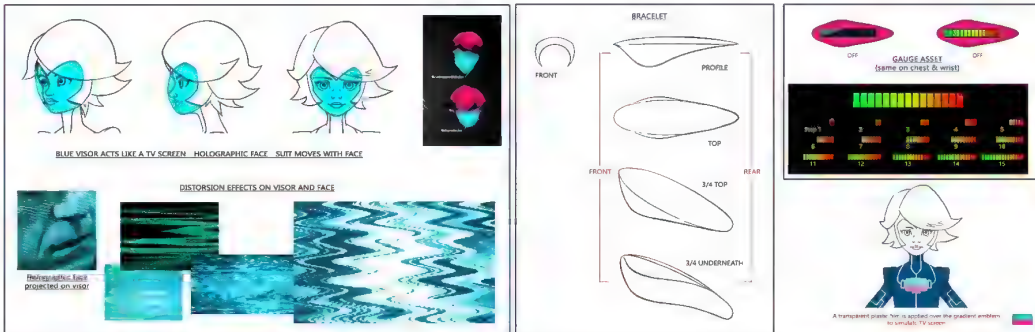 BLUE VISOR ACTS LIKE A TV SCREEN HOLOGRAPHIC FACE SUIT MOVES WITH FACE
DISTORSION EFFECTS ON VISOR AND FACE
Holographic face
projected on visor
BRACELET
FRONT
PROFILE
TOP
FRONT
REAR
3/4 TOP
3/4 UNDERNEATH
OFF
OFF
GAUGE ASSET
(same on chest & wrist)
Step 1
2
3
4
5
6
7
8
9
10
11
12
13
14
15
A transparent plastic is applied over the gradient emblem
to simulate TV screen